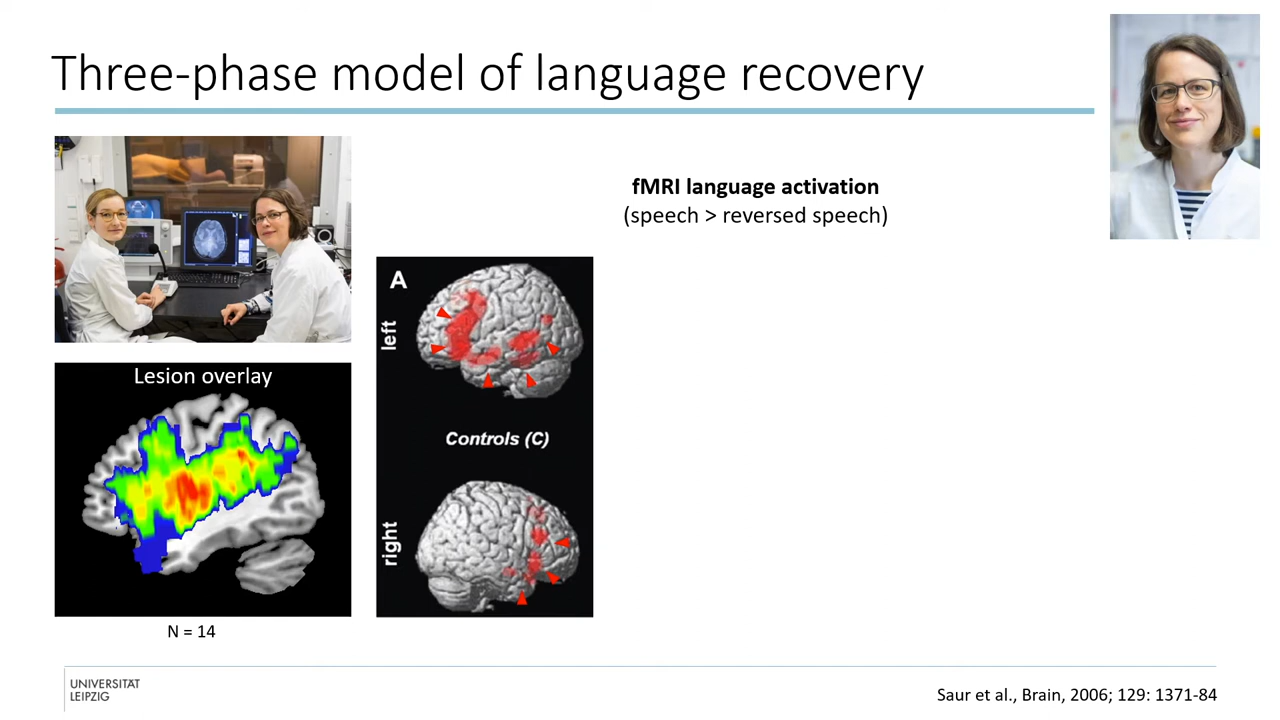 Three-phase model of language recovery
fMRI language activation
(speech > reversed speech)
A
left
Controls (C)
right
Lesion overlay
N = 14
UNIVERSITÄT
LEIPZIG
Saur et al., Brain, 2006; 129: 1371-84